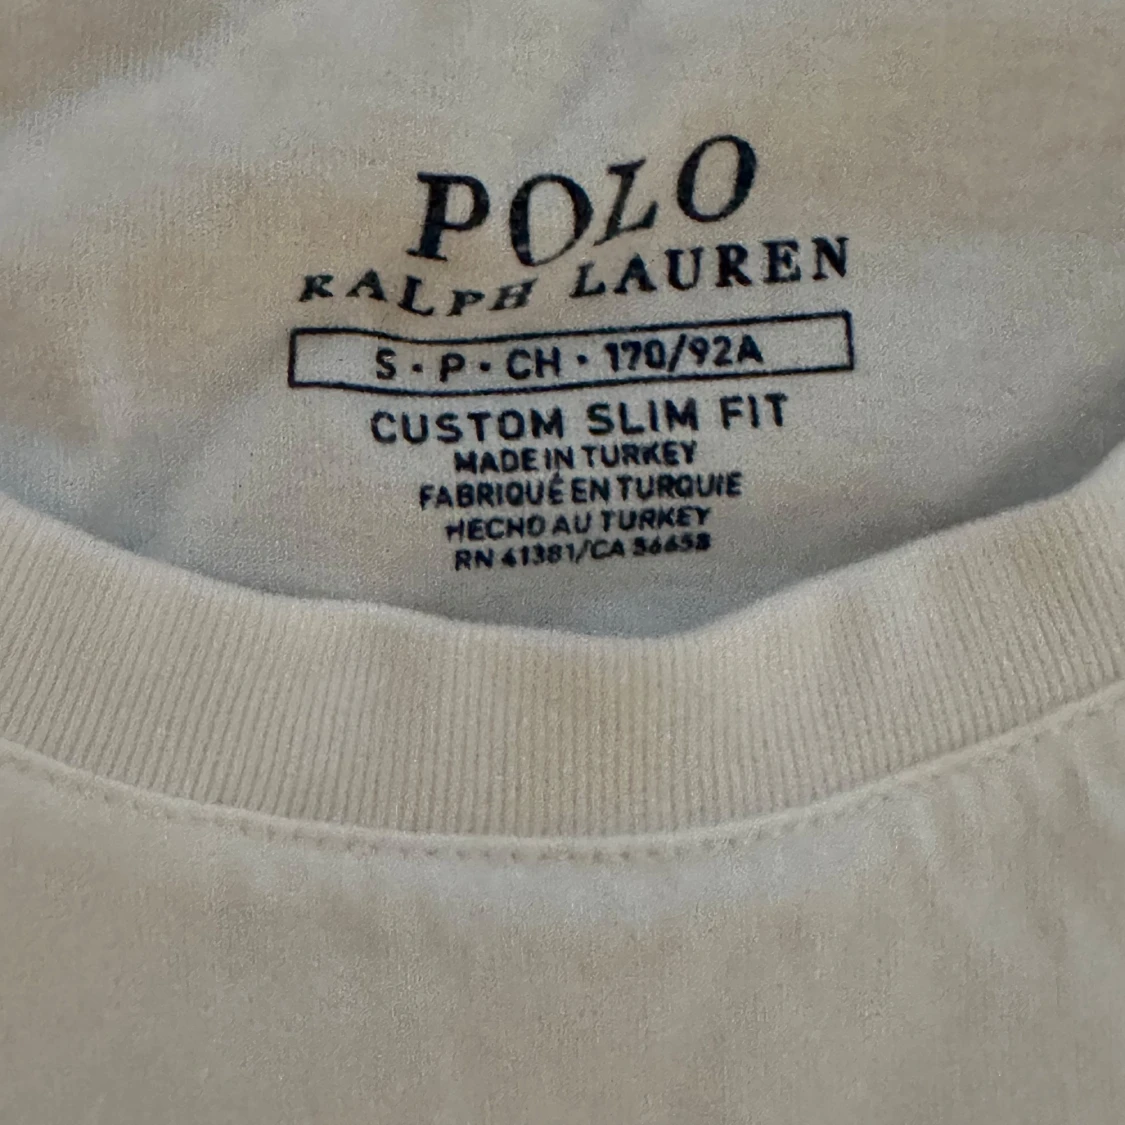 POLO
RALPH LAUREN
S · P · CH · 170/92A
CUSTOM SLIM FIT
MADE IN TURKEY
FABRIQUÉ EN TURQUIE
HECHO AU TURKEY
RN 41381/CA